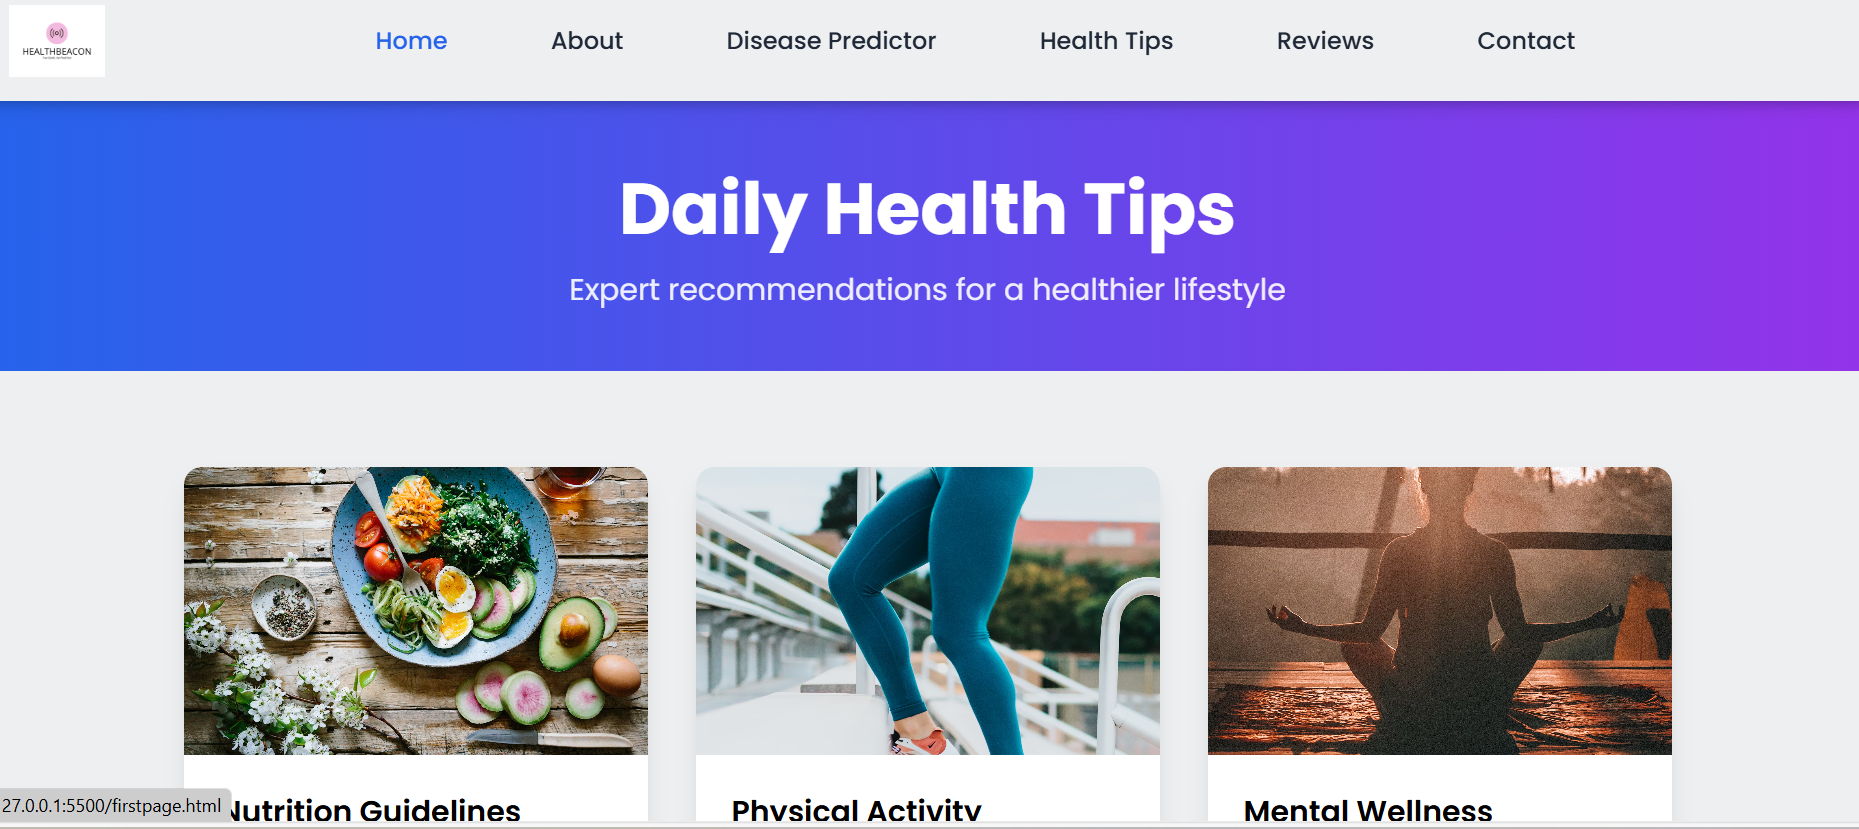 HEALTHBEACON
Home About Disease Predictor Health Tips Reviews Contact
Daily Health Tips
Expert recommendations for a healthier lifestyle
Nutrition Guidelines Physical Activity Mental Wellness
27.0.0.1:5500/firstpage.html